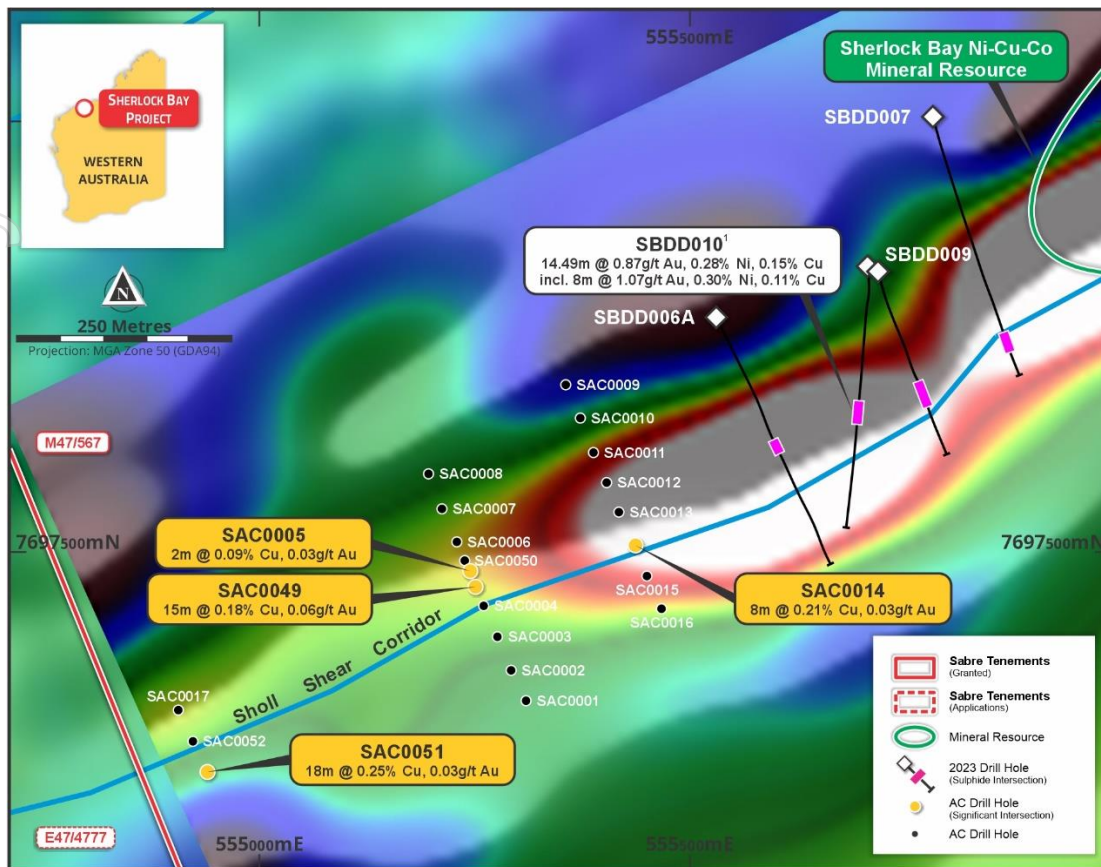 555500mE
Sherlock Bay Ni-Cu-Co
Mineral Resource
SHERLOCK BAY
PROJECT
WESTERN
AUSTRALIA
SBDD007
SBDD010¹
14.49m @ 0.87g/t Au, 0.28% Ni, 0.15% Cu
incl. 8m @ 1.07g/t Au, 0.30% Ni, 0.11% Cu
SBDD009
N
250 Metres
Projection: MGA Zone 50 (GDA94)
SBDD006A
SAC0009
SAC0010
M47/567
SAC0011
SAC0008
SAC0012
SAC0007
SAC0013
SAC0005
2m @ 0.09% Cu, 0.03g/t Au
SAC0006
SAC0050
7697500mN
7697500mN
SAC0049
15m @ 0.18% Cu, 0.06g/t Au
SAC0015
SAC0014
8m @ 0.21% Cu, 0.03g/t Au
SAC0004
SAC0016
SAC0003
SAC0002
SAC0001
Sholl Shear Corridor
SAC0017
SAC0052
SAC0051
18m @ 0.25% Cu, 0.03g/t Au
E47/4777
555000mE
555500mE
Sabre Tenements
(Granted)
Sabre Tenements
(Applications)
Mineral Resource
2023 Drill Hole
(Sulphide Intersection)
AC Drill Hole
(Significant Intersection)
AC Drill Hole